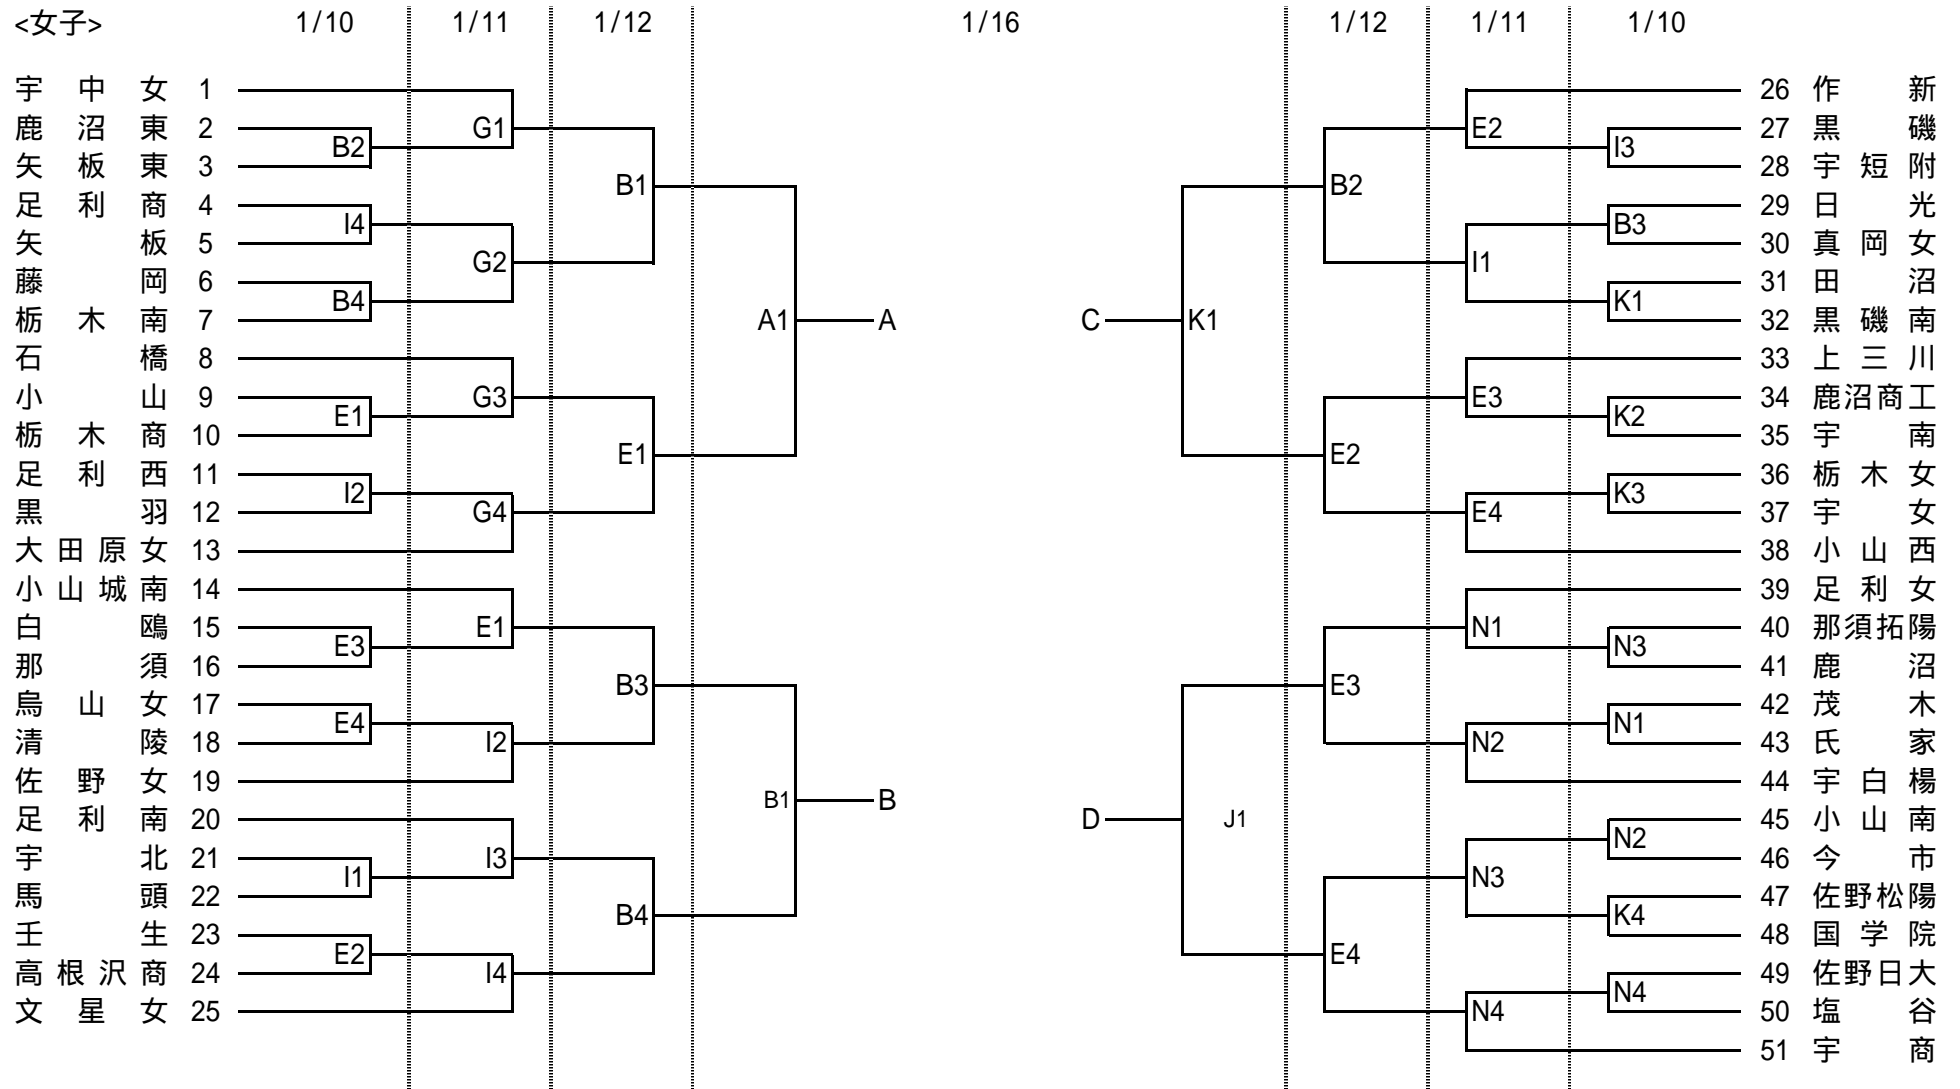 <女子> 1/10 1/11 1/12 1/16 1/12 1/11 1/10
宇中女 1 26 作新
鹿沼東 2 G1 E2 27 黒磯
B2 I3
矢板東 3 28 宇短附
B1 B2
足利商 4 29 日光
I4 B3
矢板 5 30 真岡女
G2 I1
藤岡 6 31 田沼
B4 K1
栃木南 7 A1 A C K1 32 黒磯南
石橋 8 33 上三川
小山 9 G3 E3 34 鹿沼商工
E1 K2
栃木商 10 35 宇南
E1 E2
足利西 11 36 栃木女
I2 K3
黒羽 12 G4 E4 37 宇女
大田原女 13 38 小山西
小山城南 14 39 足利女
白鴎 15 E1 N1 40 那須拓陽
E3 N3
那須 16 41 鹿沼
B3 E3
烏山女 17 42 茂木
E4 N1
清陵 18 I2 N2 43 氏家
佐野女 19 44 宇白楊
B1 B
足利南 20 D J1 45 小山南
N2
宇北 21 I3 46 今市
I1 N3
馬頭 22 47 佐野松陽
B4 K4
壬生 23 48 国学院
E2 E4
高根沢商 24 I4 49 佐野日大
N4
文星女 25 N4 50 塩谷
51 宇商